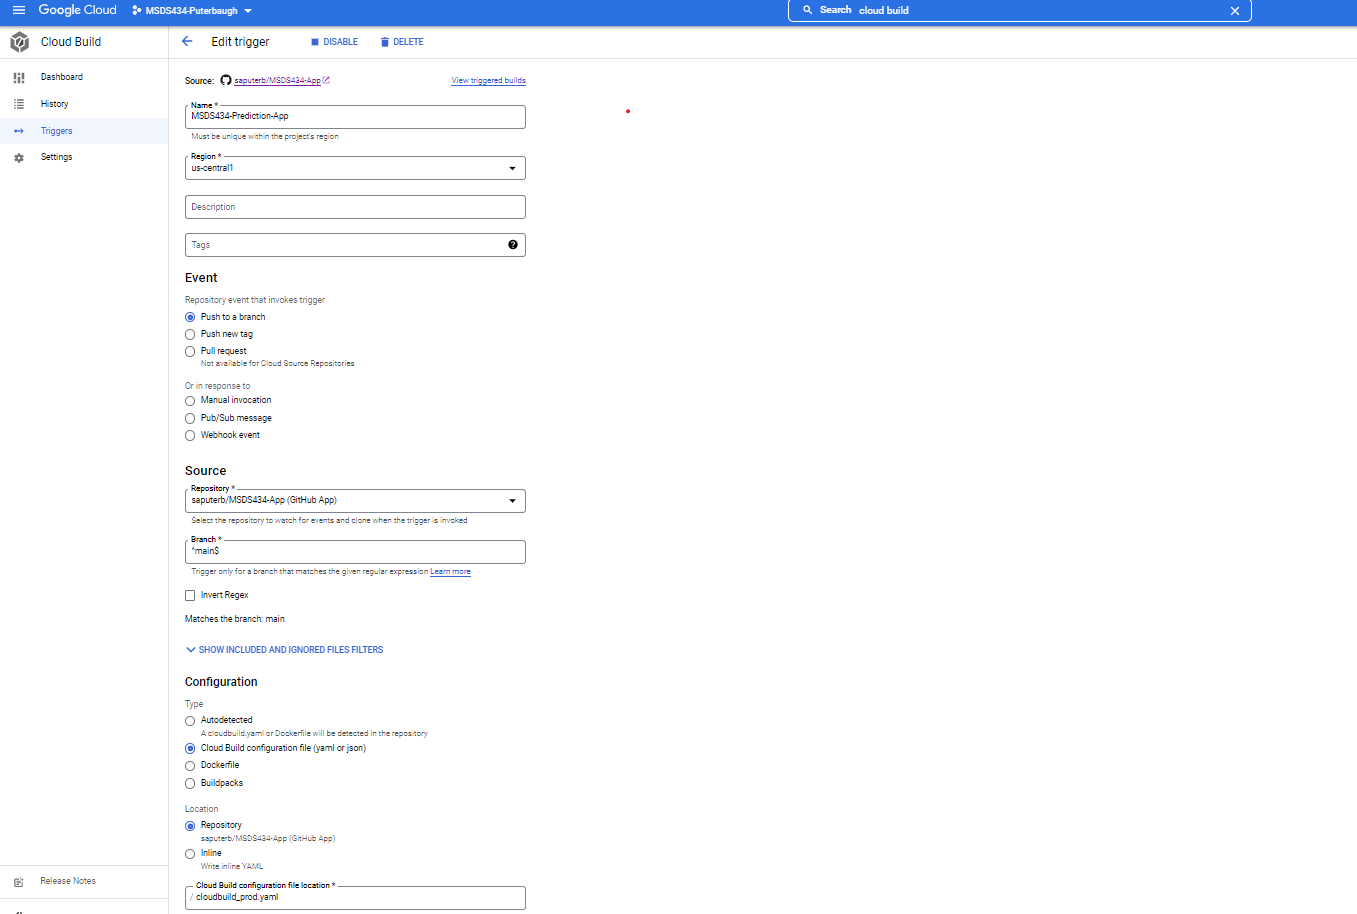 Google Cloud
MSDS434-Puterbaugh
Search cloud build
Cloud Build
Dashboard
History
Triggers
Settings
Release Notes
Edit trigger
DISABLE
DELETE
Source: saputerb/MSDS434-App
View triggered builds
Name *
MSDS434-Prediction-App
Must be unique within the project's region
Region *
us-central1
Description
Tags
Event
Repository event that invokes trigger
Push to a branch
Push new tag
Pull request
Not available for Cloud Source Repositories
Or in response to
Manual invocation
Pub/Sub message
Webhook event
Source
Repository *
saputerb/MSDS434-App (GitHub App)
Select the repository to watch for events and clone when the trigger is invoked
Branch *
^main$
Trigger only for a branch that matches the given regular expression Learn more
Invert Regex
Matches the branch: main
SHOW INCLUDED AND IGNORED FILES FILTERS
Configuration
Type
Autodetected
A cloudbuild.yaml or Dockerfile will be detected in the repository
Cloud Build configuration file (yaml or json)
Dockerfile
Buildpacks
Location
Repository
saputerb/MSDS434-App (GitHub App)
Inline
Write inline YAML
Cloud Build configuration file location *
/ cloudbuild_prod.yaml